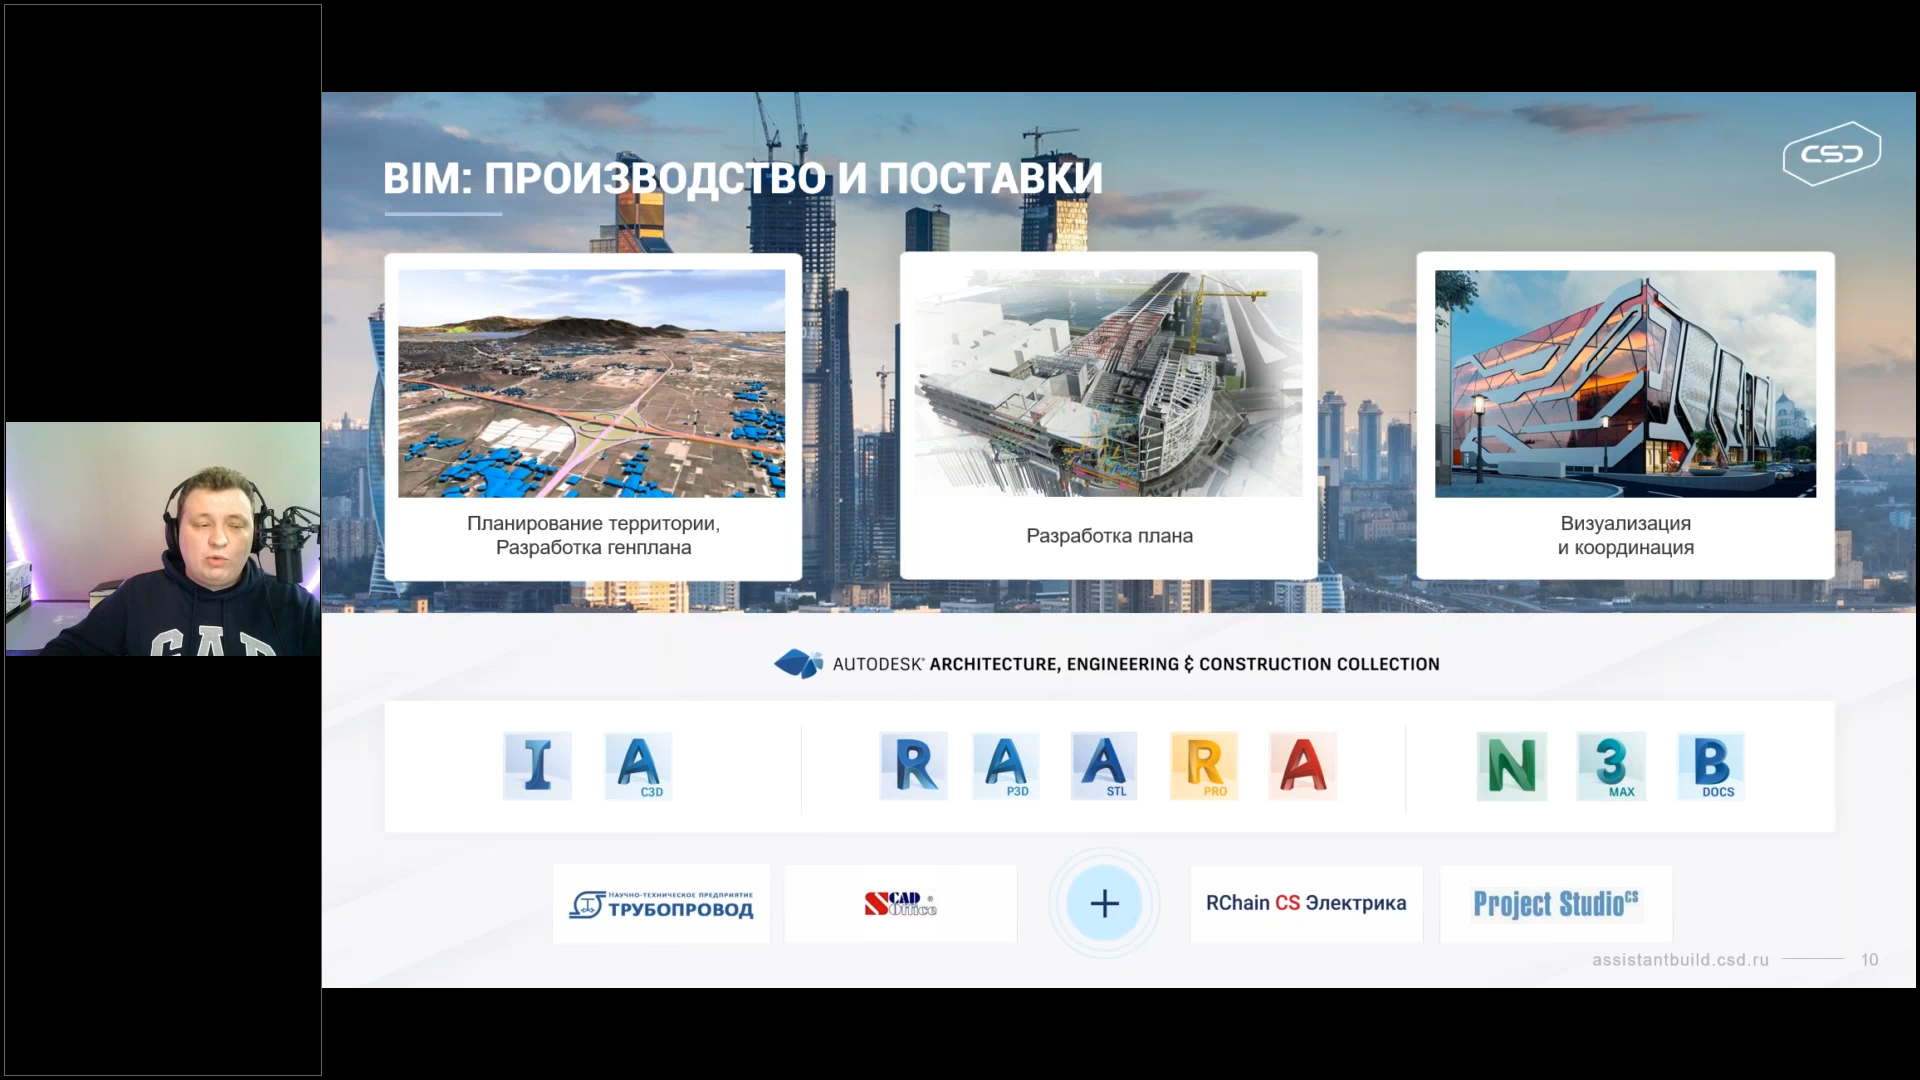 BIM: ПРОИЗВОДСТВО И ПОСТАВКИ
CSD
Планирование территории,
Разработка генплана
Разработка плана
Визуализация
и координация
AUTODESK® ARCHITECTURE, ENGINEERING & CONSTRUCTION COLLECTION
I
A C3D
R
A P3D
A STL
R PRO
A
N
3 MAX
B DOCS
НАУЧНО-ТЕХНИЧЕСКОЕ ПРЕДПРИЯТИЕ
ТРУБОПРОВОД
SCAD ®
Office
+
RChain CS Электрика
Project Studio CS
assistantbuild.csd.ru 10
GAP